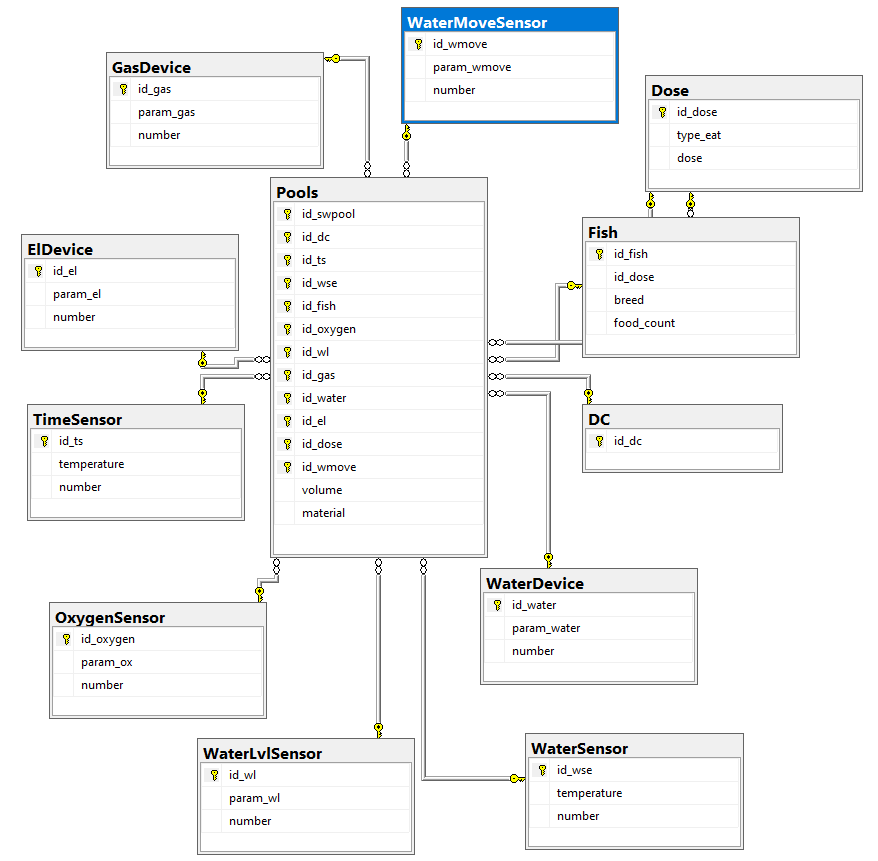 WaterMoveSensor
id_wmove
param_wmove
number
GasDevice
id_gas
param_gas
number
Dose
id_dose
type_eat
dose
Pools
id_swpool
id_dc
id_ts
id_wse
id_fish
id_oxygen
id_wl
id_gas
id_water
id_el
id_dose
id_wmove
volume
material
Fish
id_fish
id_dose
breed
food_count
ElDevice
id_el
param_el
number
TimeSensor
id_ts
temperature
number
DC
id_dc
WaterDevice
id_water
param_water
number
OxygenSensor
id_oxygen
param_ox
number
WaterLvlSensor
id_wl
param_wl
number
WaterSensor
id_wse
temperature
number